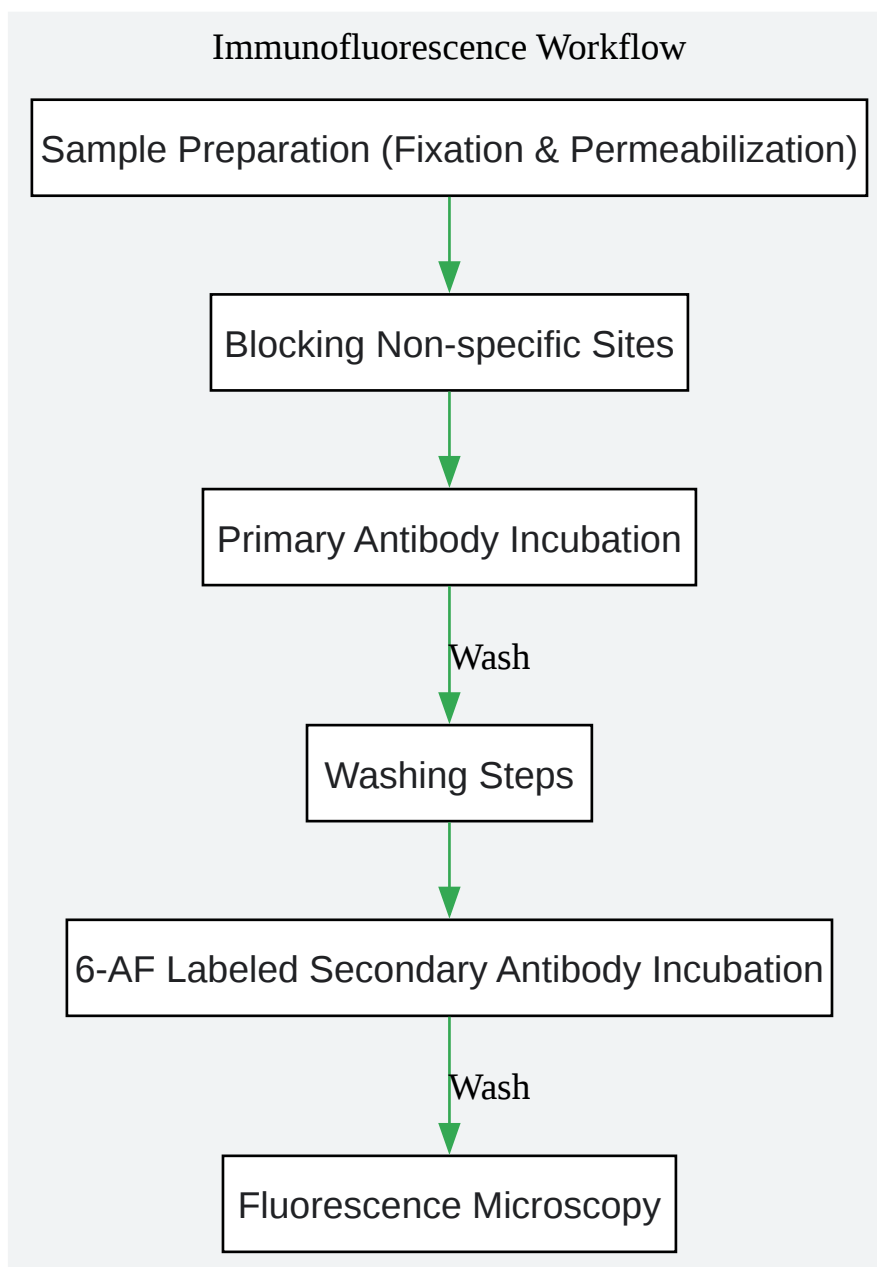 Immunofluorescence Workflow
Sample Preparation (Fixation & Permeabilization)
Blocking Non-specific Sites
Primary Antibody Incubation
Wash
Washing Steps
6-AF Labeled Secondary Antibody Incubation
Wash
Fluorescence Microscopy